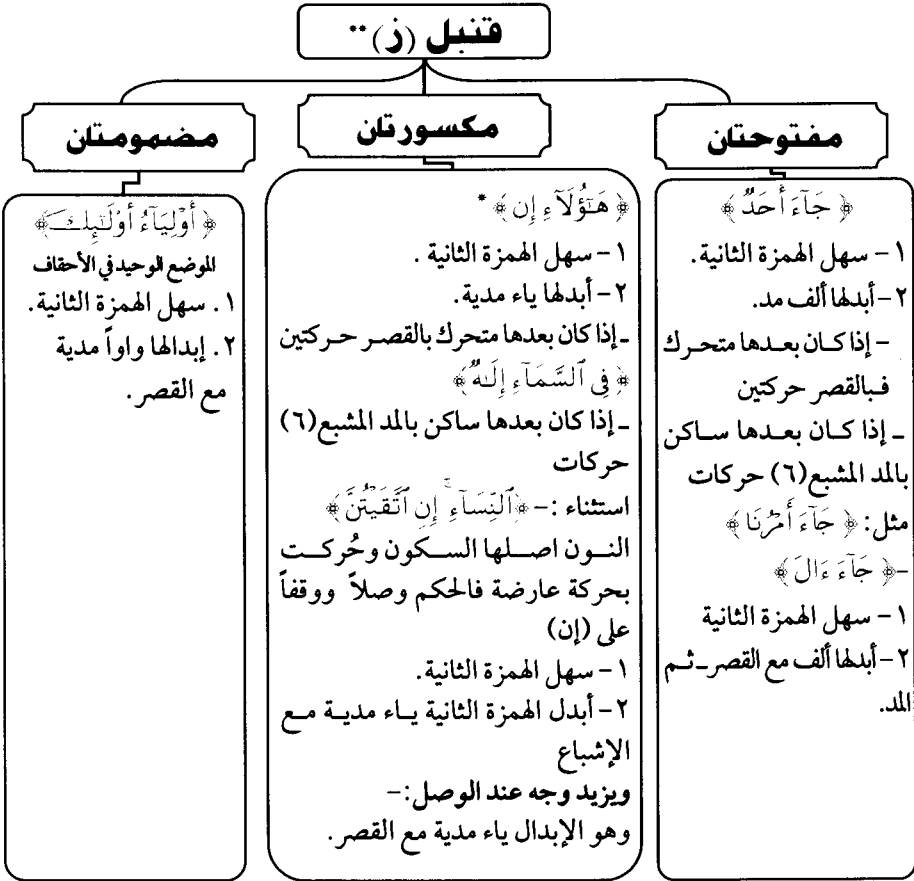 قنبل (ز) **
مفتوحتان
﴿ جَآءَ أَحَدٌ ﴾
١- سهل الهمزة الثانية.
٢- أبدلها ألف مد.
- إذا كان بعدها متحرك
فبالقصر حركتين
ـ إذا كان بعدها ساكن
بالمد المشبع (٦) حركات
مثل: ﴿ جَآءَ أَمْرُنَا ﴾
-﴿ جَآءَ ءَالَ ﴾
١- سهل الهمزة الثانية
٢- أبدلها ألف مع القصر ـ ثم
المد.
مكسورتان
﴿ هَـٰٓؤُلَآءِ إِن ﴾ *
١- سهل الهمزة الثانية .
٢- أبدلها ياء مدية.
ـ إذا كان بعدها متحرك بالقصر حركتين
﴿ فِى ٱلسَّمَآءِ إِلَـٰهٌ ﴾
ـ إذا كان بعدها ساكن بالمد المشبع (٦)
حركات
استثناء :- ﴿ ٱلنِّسَآءِ ۚ إِنِ ٱتَّقَيْتُنَّ ﴾
النون اصلها السكون وحُركت
بحركة عارضة فالحكم وصلاً ووقفاً
على (إن)
١- سهل الهمزة الثانية.
٢- أبدل الهمزة الثانية ياء مدية مع
الإشباع
ويزيد وجه عند الوصل:-
وهو الإبدال ياء مدية مع القصر.
مضمومتان
﴿ أَوْلِيَآءُ أُوْلَـٰٓئِكَ ﴾
الموضع الوحيد في الأحقاف
١. سهل الهمزة الثانية.
٢. إبدالها واواً مدية
مع القصر.